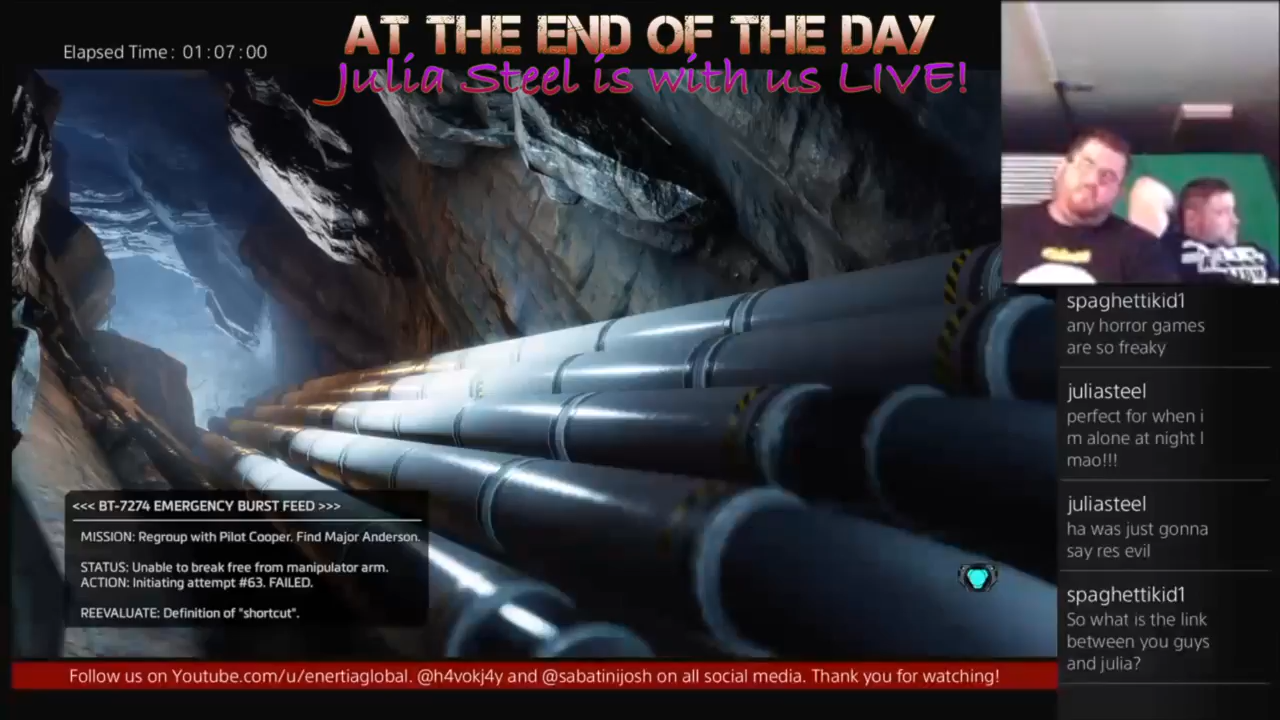 Elapsed Time: 01:07:00
AT THE END OF THE DAY
Julia Steel is with us LIVE!
<<< BT-7274 EMERGENCY BURST FEED >>>
MISSION: Regroup with Pilot Cooper. Find Major Anderson.
STATUS: Unable to break free from manipulator arm.
ACTION: Initiating attempt #63. FAILED.
REEVALUATE: Definition of "shortcut".
spaghettikid1
any horror games
are so freaky
juliasteel
perfect for when i
m alone at night l
mao!!!
juliasteel
ha was just gonna
say res evil
spaghettikid1
So what is the link
between you guys
and julia?
Follow us on Youtube.com/u/enertiaglobal. @h4vokj4y and @sabatinijosh on all social media. Thank you for watching!